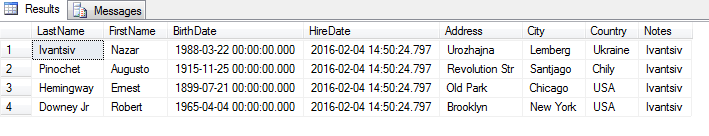 Results Messages
LastName FirstName BirthDate HireDate Address City Country Notes
1 Ivantsiv Nazar 1988-03-22 00:00:00.000 2016-02-04 14:50:24.797 Urozhajna Lemberg Ukraine Ivantsiv
2 Pinochet Augusto 1915-11-25 00:00:00.000 2016-02-04 14:50:24.797 Revolution Str Santjago Chily Ivantsiv
3 Hemingway Ernest 1899-07-21 00:00:00.000 2016-02-04 14:50:24.797 Old Park Chicago USA Ivantsiv
4 Downey Jr Robert 1965-04-04 00:00:00.000 2016-02-04 14:50:24.797 Brooklyn New York USA Ivantsiv